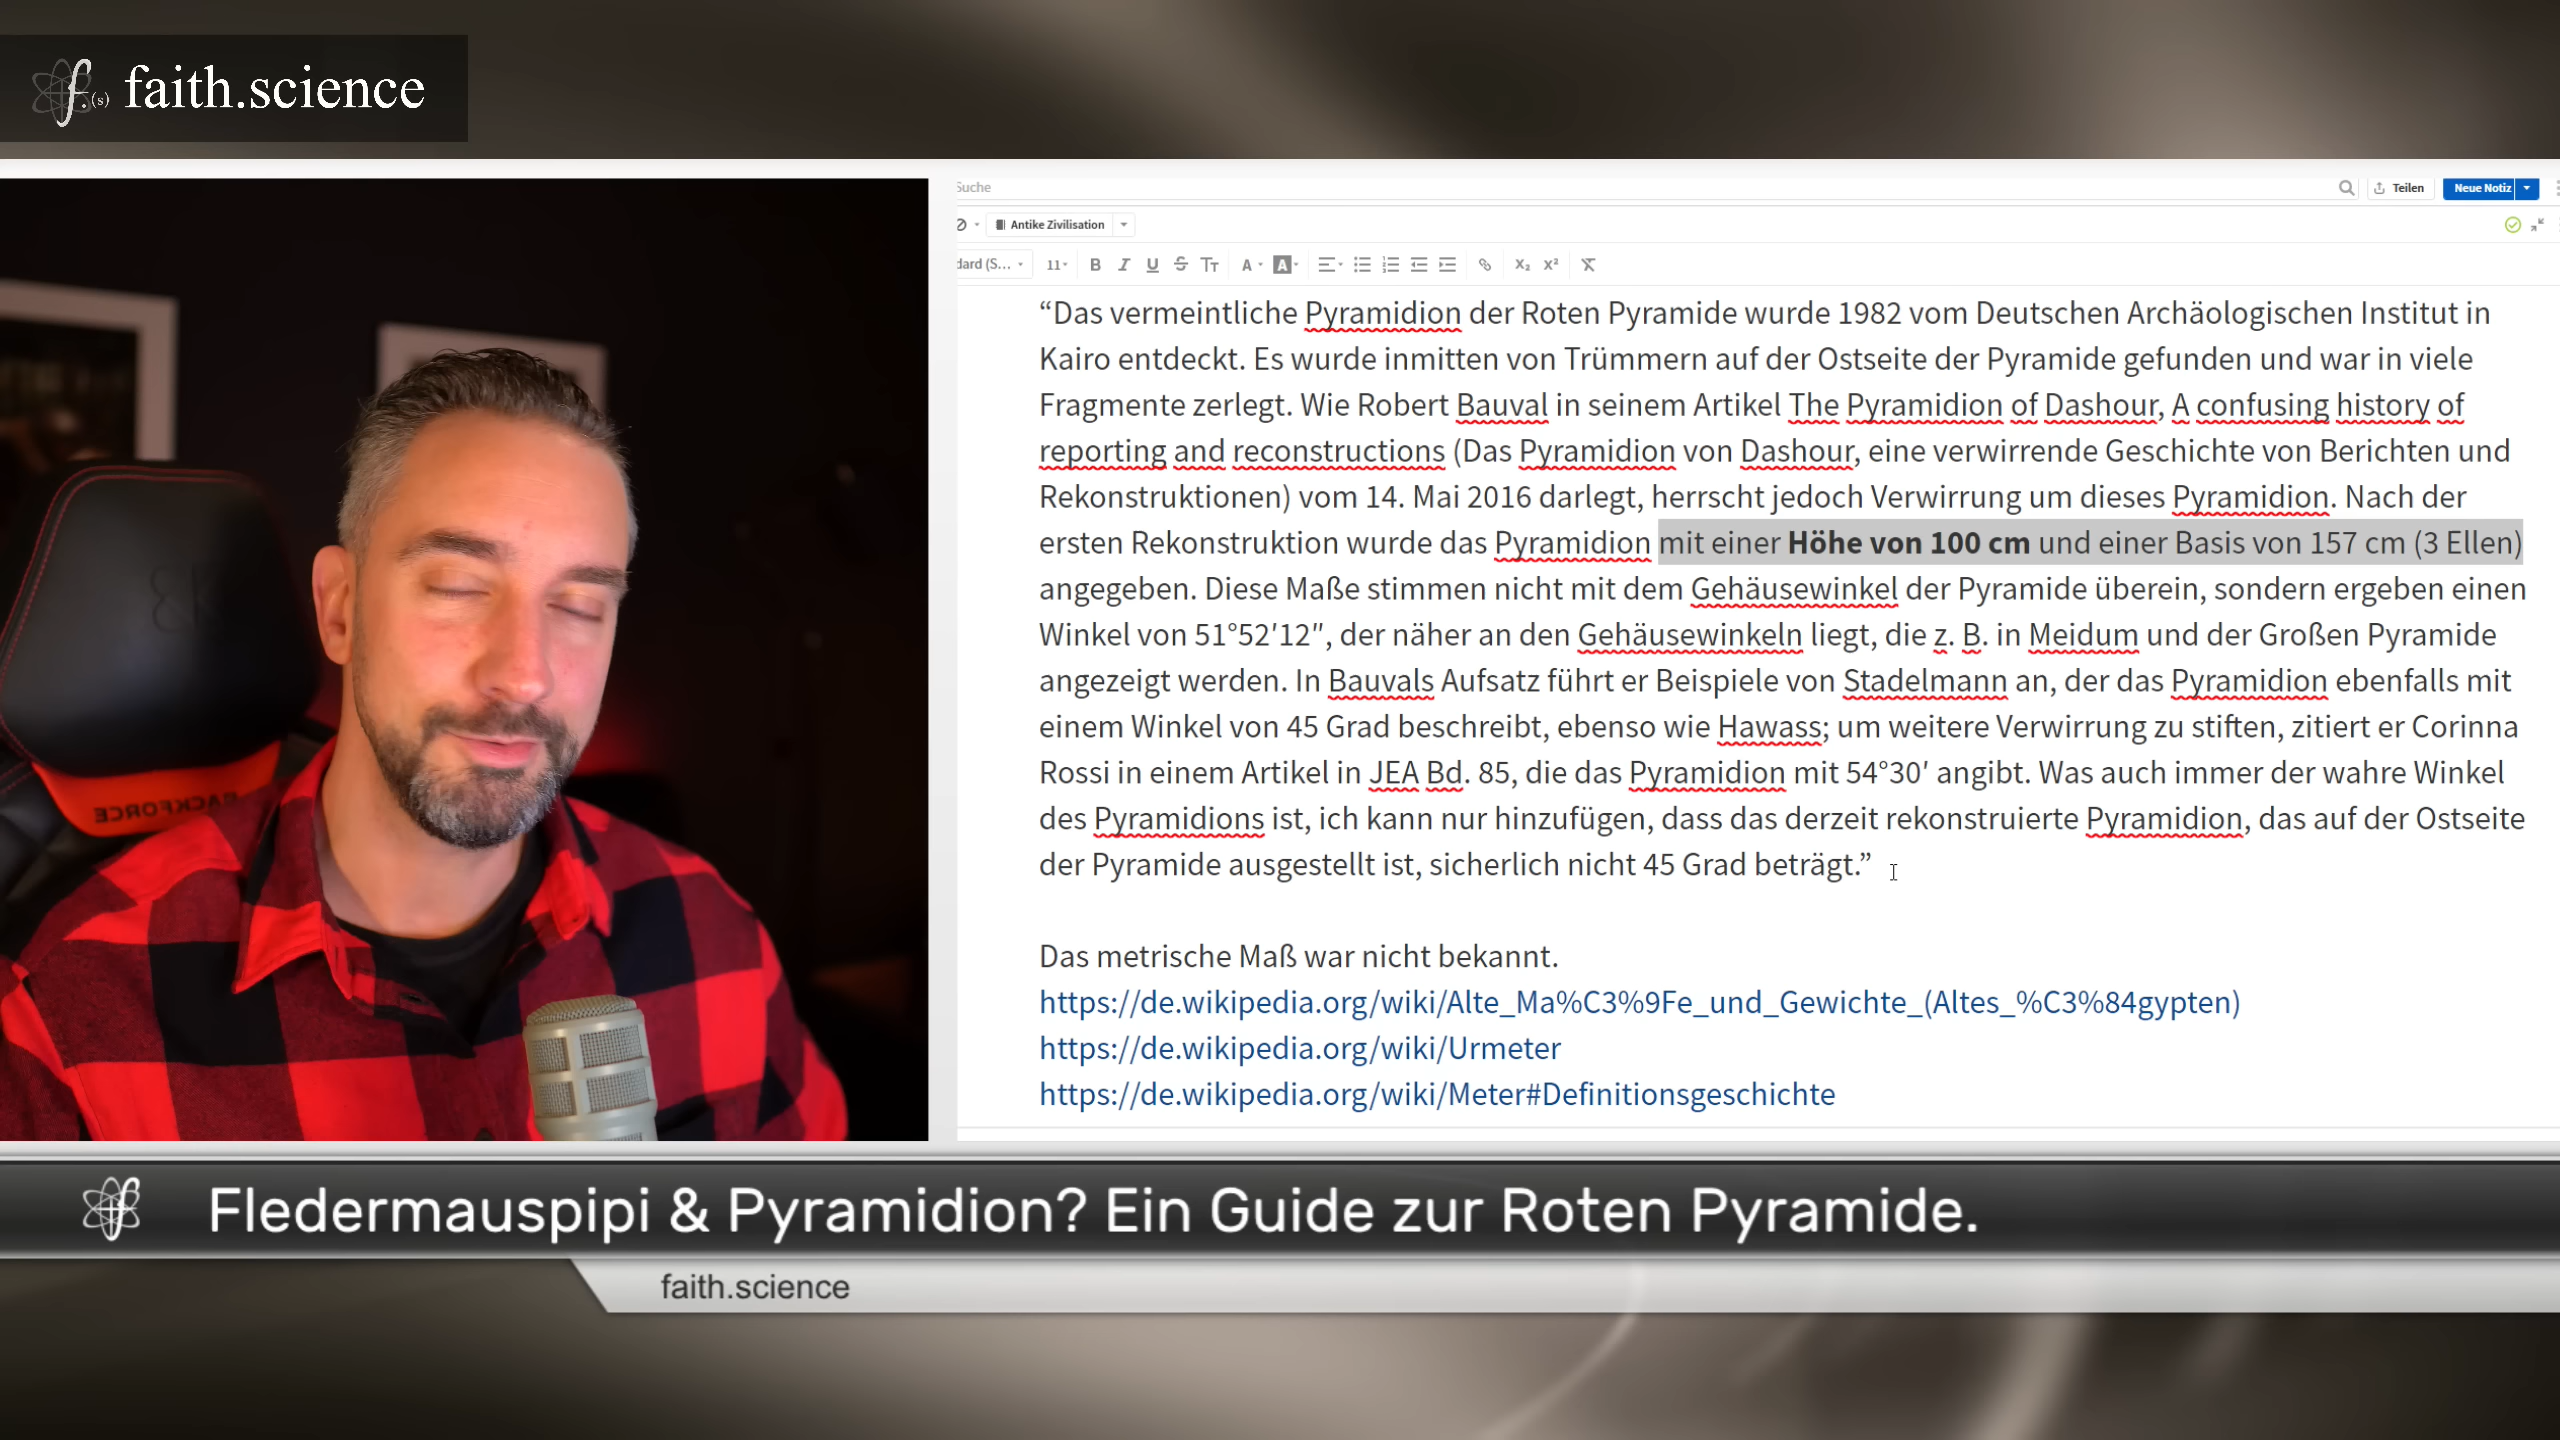 f(s) faith.science
Suche
Teilen
Neue Notiz
Antike Zivilisation
dard (S...
11
B I U S Tт A A X₂ X²
“Das vermeintliche Pyramidion der Roten Pyramide wurde 1982 vom Deutschen Archäologischen Institut in
Kairo entdeckt. Es wurde inmitten von Trümmern auf der Ostseite der Pyramide gefunden und war in viele
Fragmente zerlegt. Wie Robert Bauval in seinem Artikel The Pyramidion of Dashour, A confusing history of
reporting and reconstructions (Das Pyramidion von Dashour, eine verwirrende Geschichte von Berichten und
Rekonstruktionen) vom 14. Mai 2016 darlegt, herrscht jedoch Verwirrung um dieses Pyramidion. Nach der
ersten Rekonstruktion wurde das Pyramidion mit einer Höhe von 100 cm und einer Basis von 157 cm (3 Ellen)
angegeben. Diese Maße stimmen nicht mit dem Gehäusewinkel der Pyramide überein, sondern ergeben einen
Winkel von 51°52′12″, der näher an den Gehäusewinkeln liegt, die z. B. in Meidum und der Großen Pyramide
angezeigt werden. In Bauvals Aufsatz führt er Beispiele von Stadelmann an, der das Pyramidion ebenfalls mit
einem Winkel von 45 Grad beschreibt, ebenso wie Hawass; um weitere Verwirrung zu stiften, zitiert er Corinna
Rossi in einem Artikel in JEA Bd. 85, die das Pyramidion mit 54°30′ angibt. Was auch immer der wahre Winkel
des Pyramidions ist, ich kann nur hinzufügen, dass das derzeit rekonstruierte Pyramidion, das auf der Ostseite
der Pyramide ausgestellt ist, sicherlich nicht 45 Grad beträgt.”
Das metrische Maß war nicht bekannt.
https://de.wikipedia.org/wiki/Alte_Ma%C3%9Fe_und_Gewichte_(Altes_%C3%84gypten)
https://de.wikipedia.org/wiki/Urmeter
https://de.wikipedia.org/wiki/Meter#Definitionsgeschichte
BACKFORCE
Fledermauspipi & Pyramidion? Ein Guide zur Roten Pyramide.
faith.science